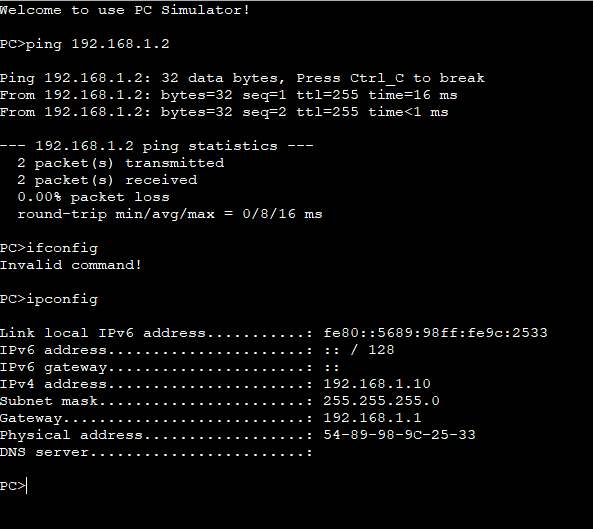 Welcome to use PC Simulator!
PC>ping 192.168.1.2
Ping 192.168.1.2: 32 data bytes, Press Ctrl_C to break
From 192.168.1.2: bytes=32 seq=1 ttl=255 time=16 ms
From 192.168.1.2: bytes=32 seq=2 ttl=255 time<1 ms
--- 192.168.1.2 ping statistics ---
2 packet(s) transmitted
2 packet(s) received
0.00% packet loss
round-trip min/avg/max = 0/8/16 ms
PC>ifconfig
Invalid command!
PC>ipconfig
Link local IPv6 address...........: fe80::5689:98ff:fe9c:2533
IPv6 address......................: :: / 128
IPv6 gateway......................: ::
IPv4 address......................: 192.168.1.10
Subnet mask.......................: 255.255.255.0
Gateway...........................: 192.168.1.1
Physical address..................: 54-89-98-9C-25-33
DNS server........................:
PC>